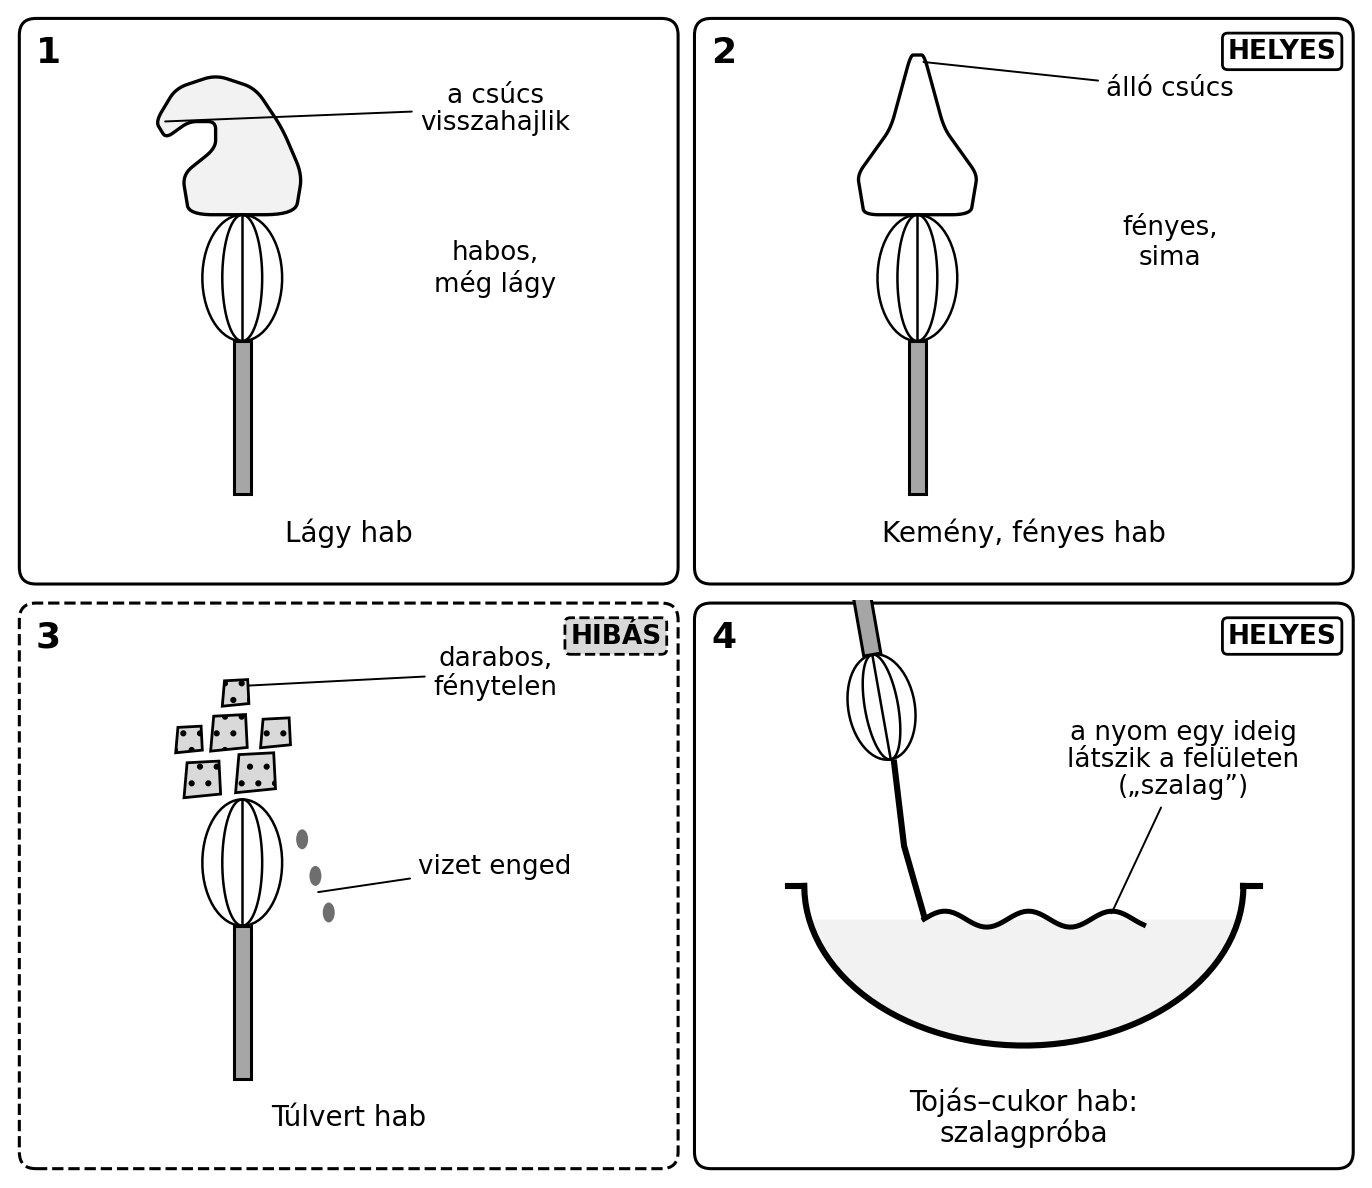 1
a csúcs
visszahajlik
habos,
még lágy
Lágy hab
2
HELYES
álló csúcs
fényes,
sima
Kemény, fényes hab
3
HIBÁS
darabos,
fénytelen
vizet enged
Túlvert hab
4
HELYES
a nyom egy ideig
látszik a felületen
(„szalag”)
Tojás–cukor hab:
szalagpróba